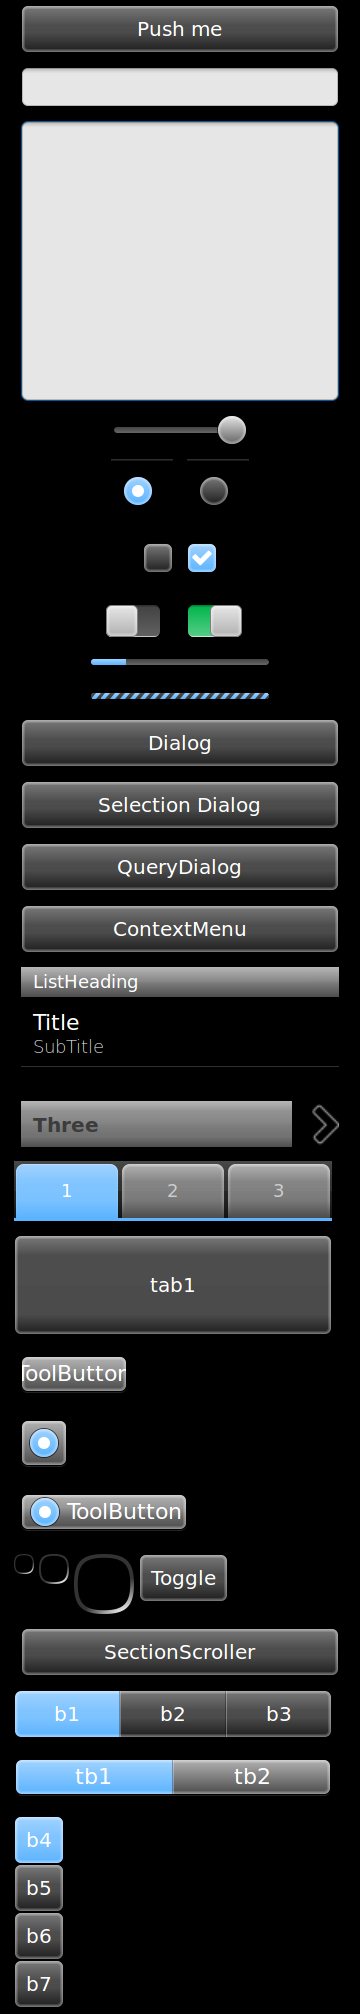 Push me
Dialog
Selection Dialog
QueryDialog
ContextMenu
ListHeading
Title
SubTitle
Three
1 2 3
tab1
ToolButton
ToolButton
Toggle
SectionScroller
b1 b2 b3
tb1 tb2
b4
b5
b6
b7